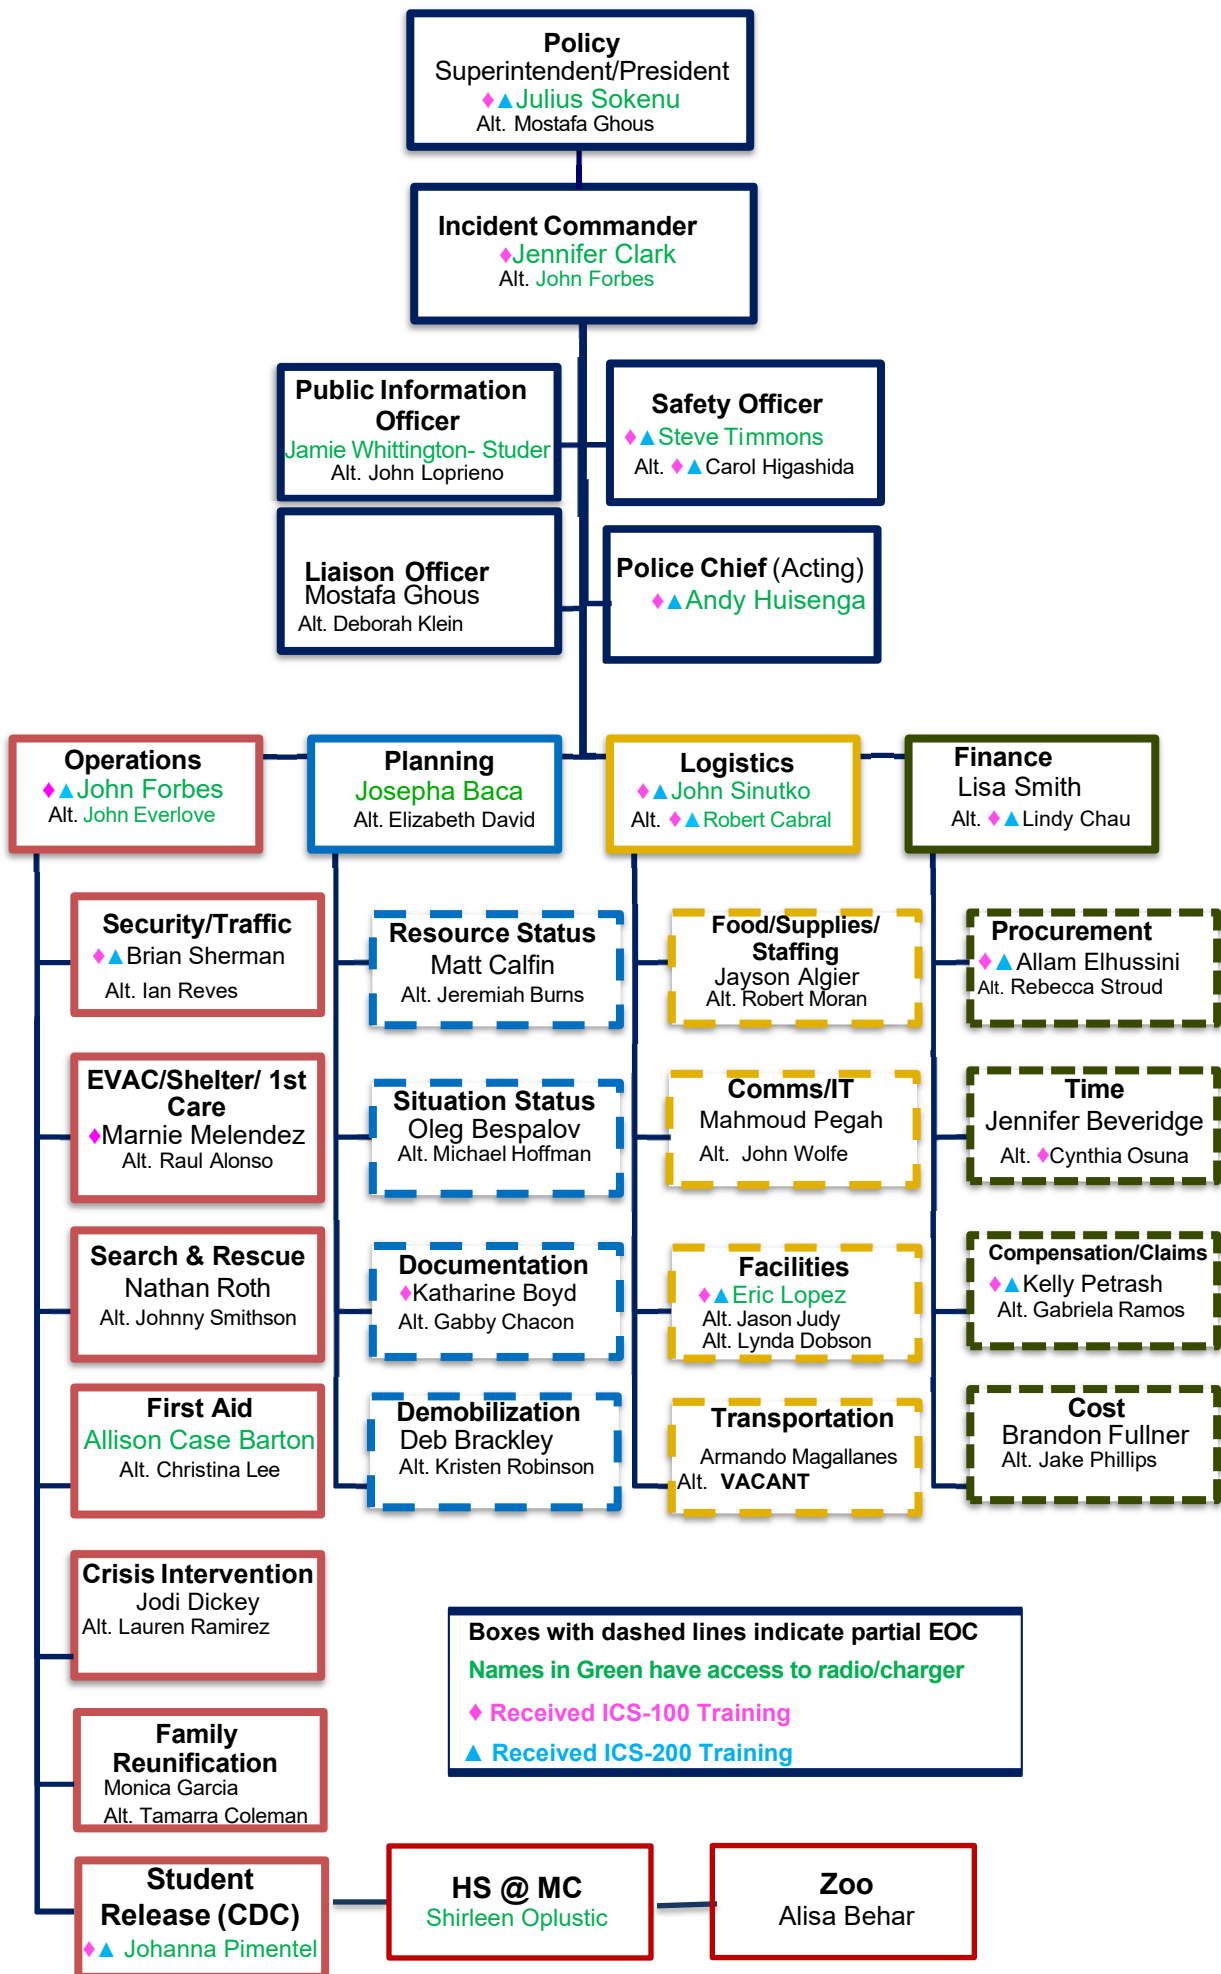 Policy
Superintendent/President
♦▲Julius Sokenu
Alt. Mostafa Ghous
Incident Commander
♦Jennifer Clark
Alt. John Forbes
Public Information
Officer
Jamie Whittington- Studer
Alt. John Loprieno
Safety Officer
♦▲Steve Timmons
Alt. ♦▲Carol Higashida
Liaison Officer
Mostafa Ghous
Alt. Deborah Klein
Police Chief (Acting)
♦▲Andy Huisenga
Operations
♦▲John Forbes
Alt. John Everlove
Planning
Josepha Baca
Alt. Elizabeth David
Logistics
♦▲John Sinutko
Alt. ♦▲Robert Cabral
Finance
Lisa Smith
Alt. ♦▲Lindy Chau
Security/Traffic
♦▲Brian Sherman
Alt. Ian Reves
Resource Status
Matt Calfin
Alt. Jeremiah Burns
Food/Supplies/
Staffing
Jayson Algier
Alt. Robert Moran
Procurement
♦▲Allam Elhussini
Alt. Rebecca Stroud
EVAC/Shelter/ 1st
Care
♦Marnie Melendez
Alt. Raul Alonso
Situation Status
Oleg Bespalov
Alt. Michael Hoffman
Comms/IT
Mahmoud Pegah
Alt. John Wolfe
Time
Jennifer Beveridge
Alt. ♦Cynthia Osuna
Search & Rescue
Nathan Roth
Alt. Johnny Smithson
Documentation
♦Katharine Boyd
Alt. Gabby Chacon
Facilities
♦▲Eric Lopez
Alt. Jason Judy
Alt. Lynda Dobson
Compensation/Claims
♦▲Kelly Petrash
Alt. Gabriela Ramos
First Aid
Allison Case Barton
Alt. Christina Lee
Demobilization
Deb Brackley
Alt. Kristen Robinson
Transportation
Armando Magallanes
Alt. VACANT
Cost
Brandon Fullner
Alt. Jake Phillips
Crisis Intervention
Jodi Dickey
Alt. Lauren Ramirez
Boxes with dashed lines indicate partial EOC
Names in Green have access to radio/charger
♦ Received ICS-100 Training
▲ Received ICS-200 Training
Family
Reunification
Monica Garcia
Alt. Tamarra Coleman
Student
Release (CDC)
♦▲ Johanna Pimentel
HS @ MC
Shirleen Oplustic
Zoo
Alisa Behar